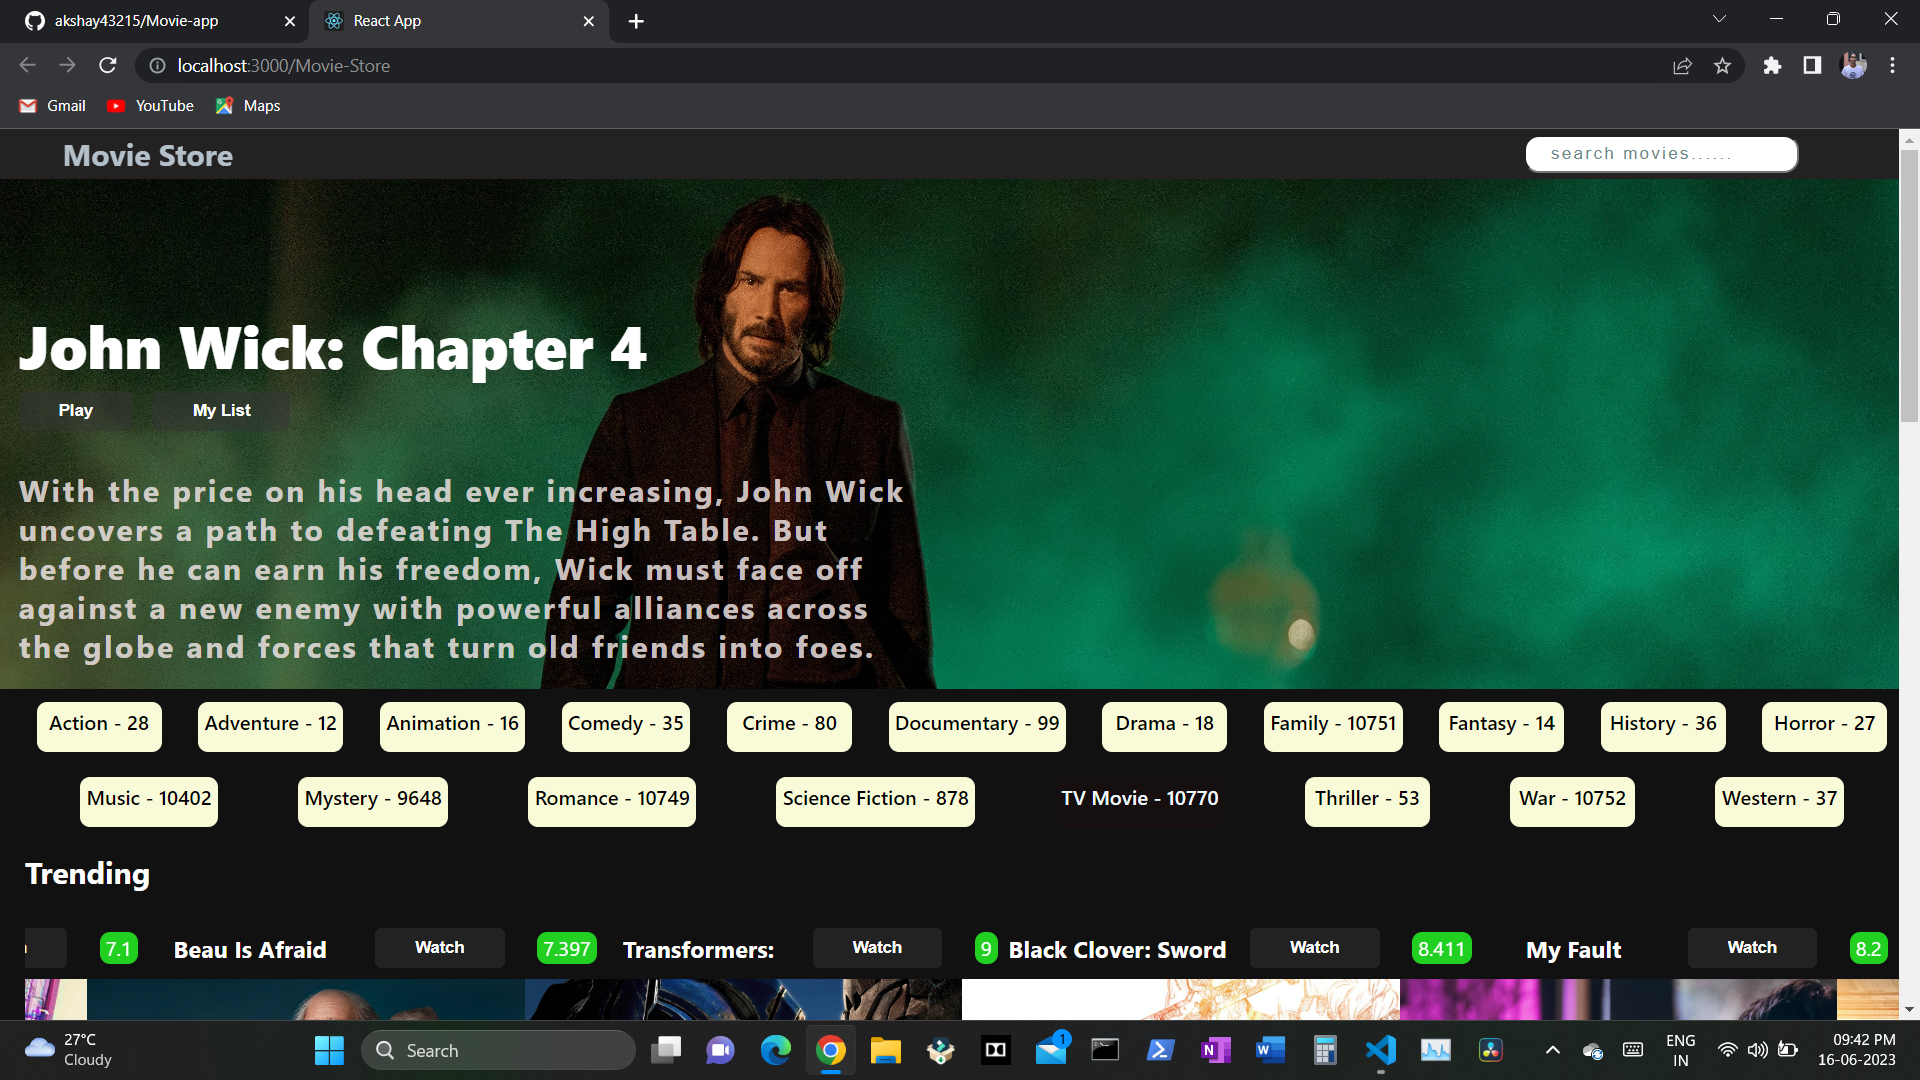 akshay43215/Movie-app
React App
localhost:3000/Movie-Store
Gmail
YouTube
Maps
Movie Store
search movies......
John Wick: Chapter 4
Play
My List
With the price on his head ever increasing, John Wick
uncovers a path to defeating The High Table. But
before he can earn his freedom, Wick must face off
against a new enemy with powerful alliances across
the globe and forces that turn old friends into foes.
Action - 28
Adventure - 12
Animation - 16
Comedy - 35
Crime - 80
Documentary - 99
Drama - 18
Family - 10751
Fantasy - 14
History - 36
Horror - 27
Music - 10402
Mystery - 9648
Romance - 10749
Science Fiction - 878
TV Movie - 10770
Thriller - 53
War - 10752
Western - 37
Trending
7.1
Beau Is Afraid
Watch
7.397
Transformers:
Watch
9
Black Clover: Sword
Watch
8.411
My Fault
Watch
8.2
27°C
Cloudy
Search
1
ENG
IN
09:42 PM
16-06-2023